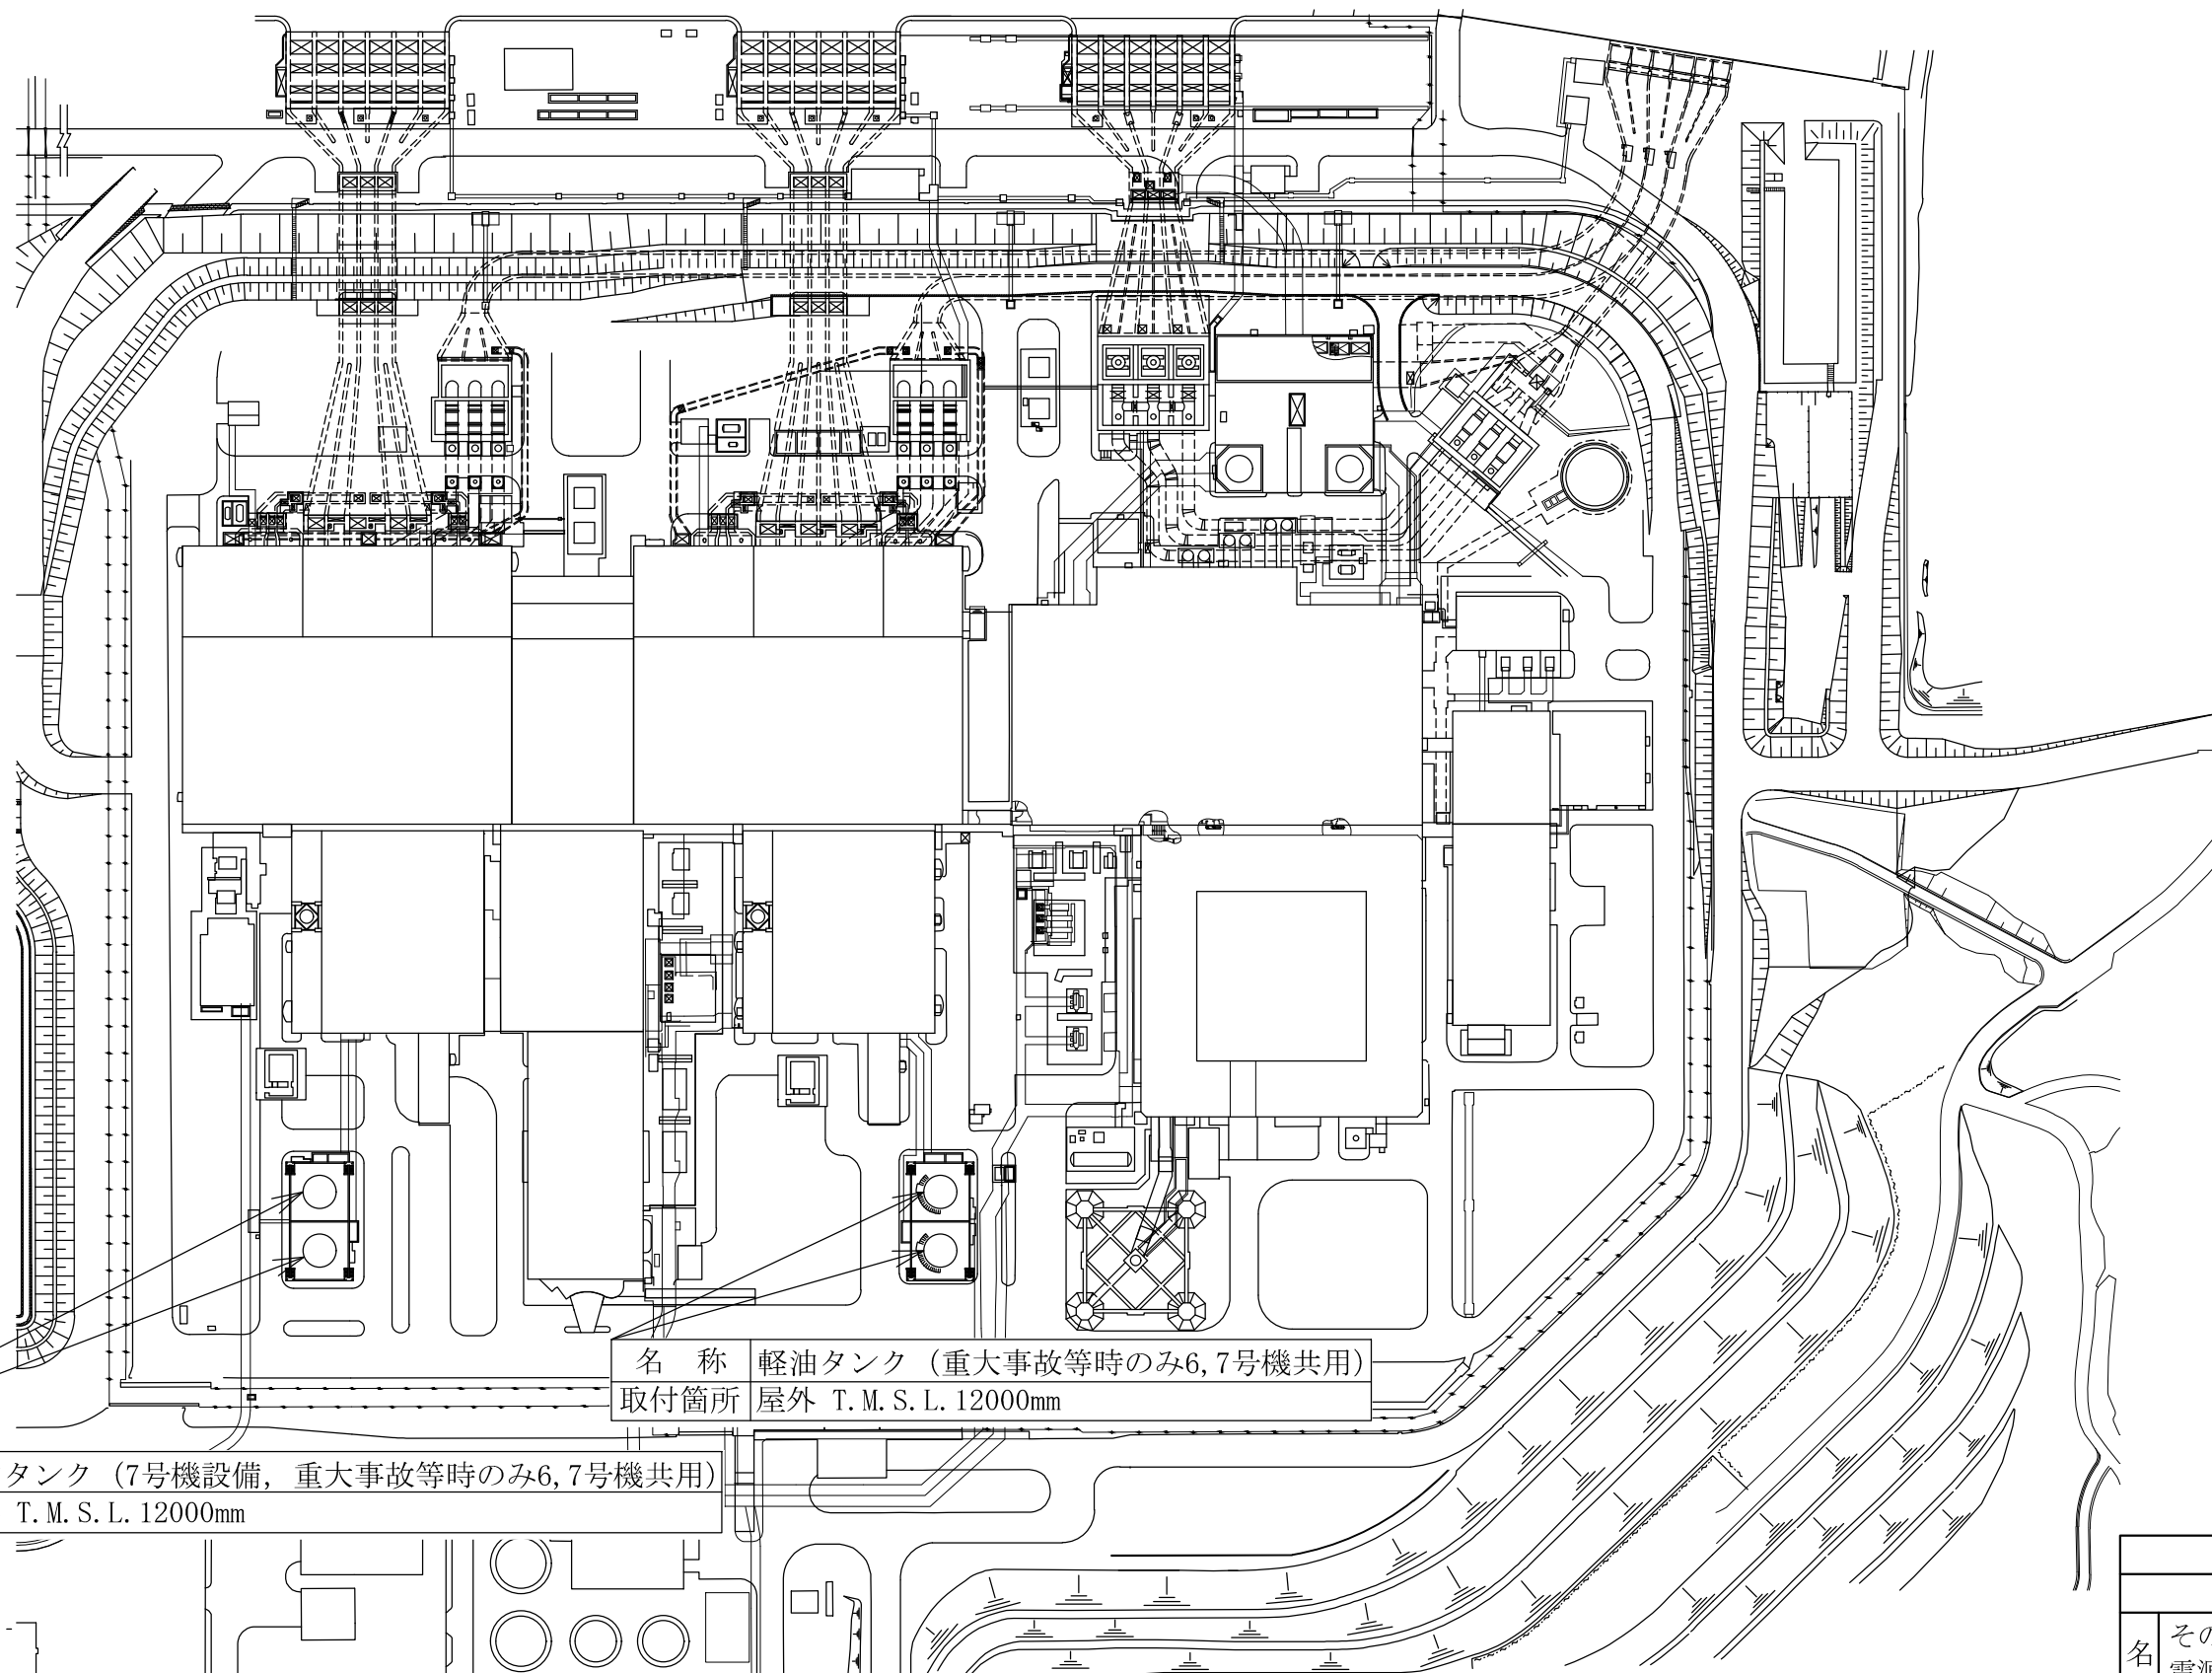 名 称 軽油タンク (重大事故等時のみ6,7号機共用)
取付箇所 屋外 T.M.S.L.12000mm
タンク (7号機設備, 重大事故等時のみ6,7号機共用)
T.M.S.L.12000mm
名 その